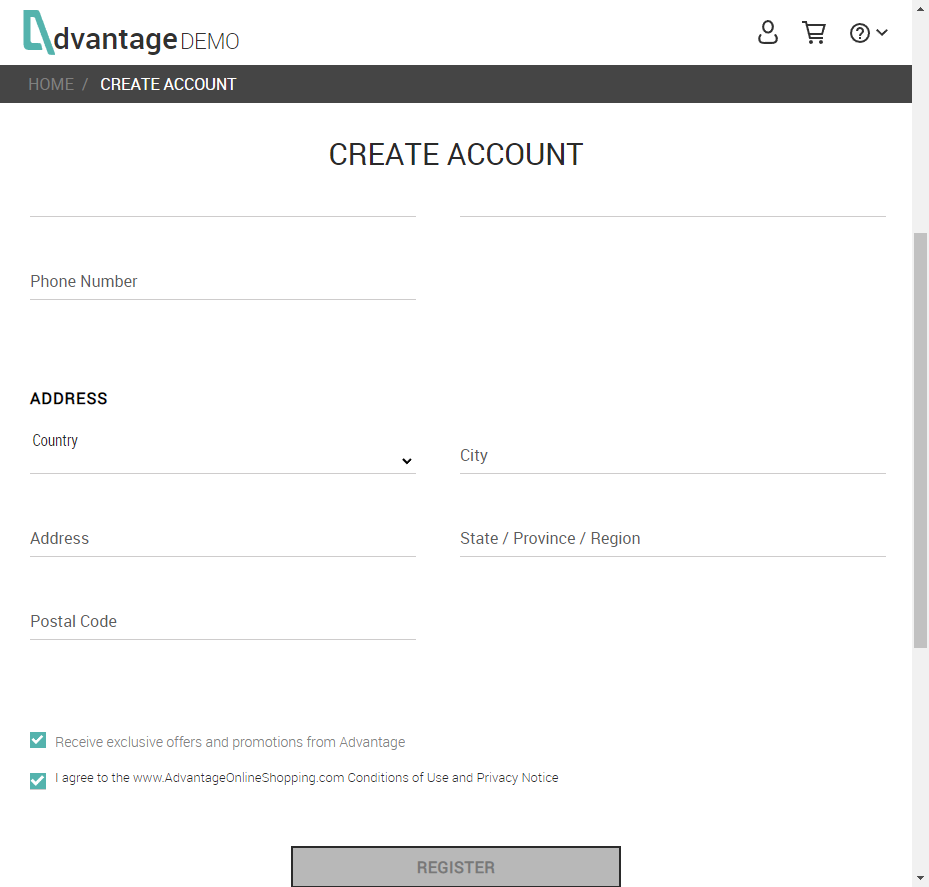 dvantage DEMO
HOME / CREATE ACCOUNT
CREATE ACCOUNT
Phone Number
ADDRESS
Country
City
Address
State / Province / Region
Postal Code
Receive exclusive offers and promotions from Advantage
I agree to the www.AdvantageOnlineShopping.com Conditions of Use and Privacy Notice
REGISTER